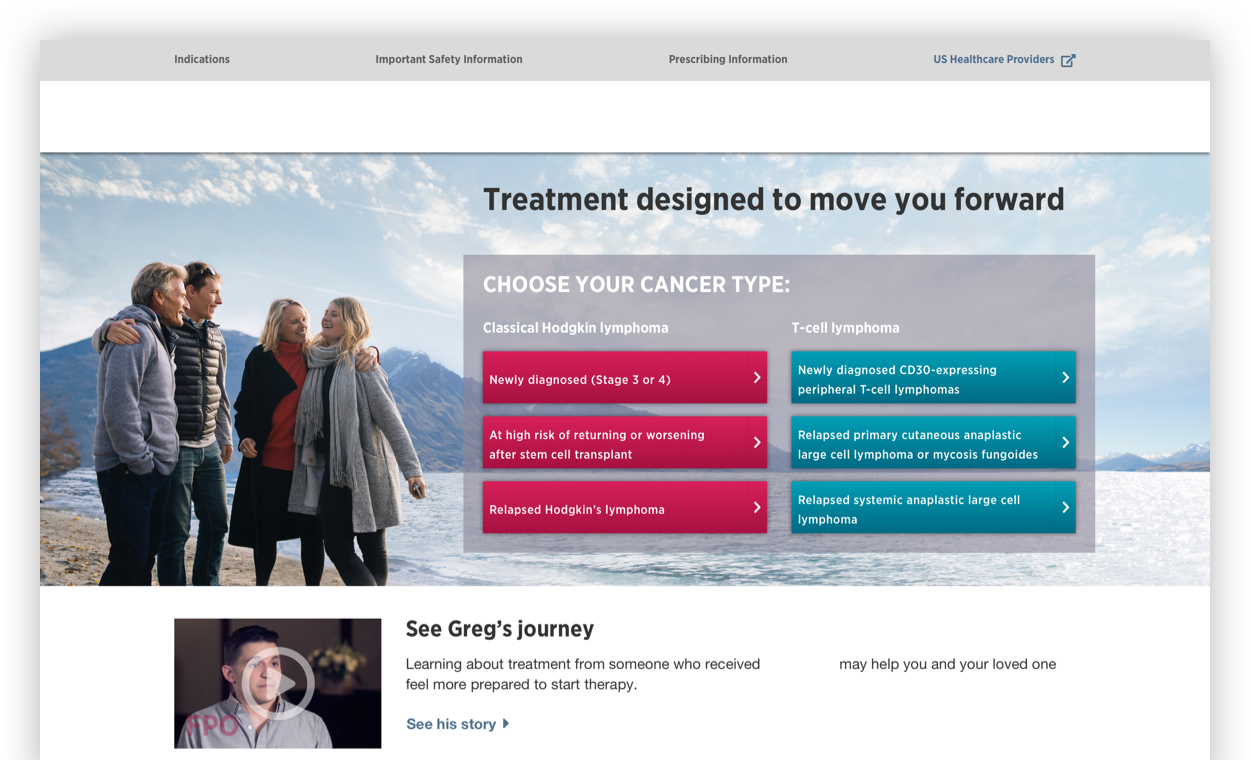 Indications
Important Safety Information
Prescribing Information
US Healthcare Providers
Treatment designed to move you forward
CHOOSE YOUR CANCER TYPE:
Classical Hodgkin lymphoma
Newly diagnosed (Stage 3 or 4)
At high risk of returning or worsening
after stem cell transplant
Relapsed Hodgkin’s lymphoma
T-cell lymphoma
Newly diagnosed CD30-expressing
peripheral T-cell lymphomas
Relapsed primary cutaneous anaplastic
large cell lymphoma or mycosis fungoides
Relapsed systemic anaplastic large cell
lymphoma
FPO
See Greg’s journey
Learning about treatment from someone who received may help you and your loved one
feel more prepared to start therapy.
See his story